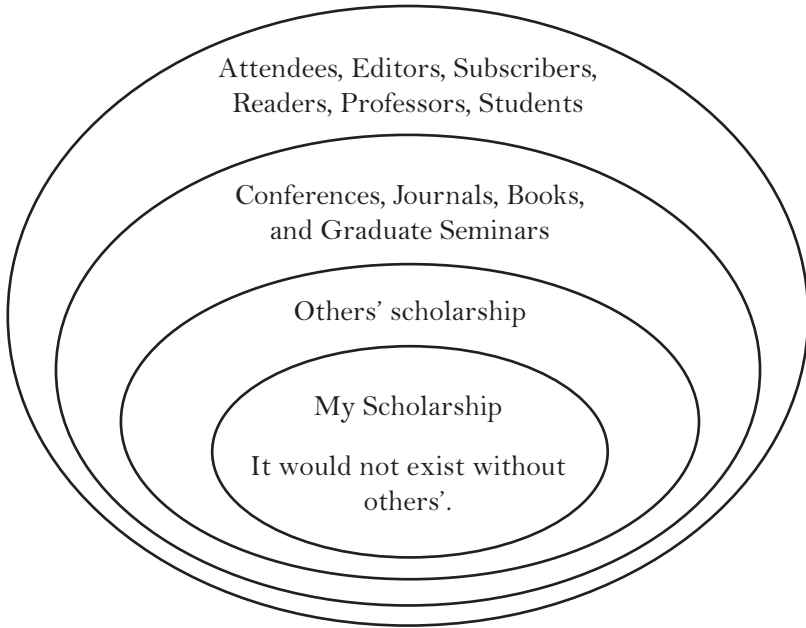 Attendees, Editors, Subscribers,
Readers, Professors, Students
Conferences, Journals, Books,
and Graduate Seminars
Others’ scholarship
My Scholarship
It would not exist without
others’.